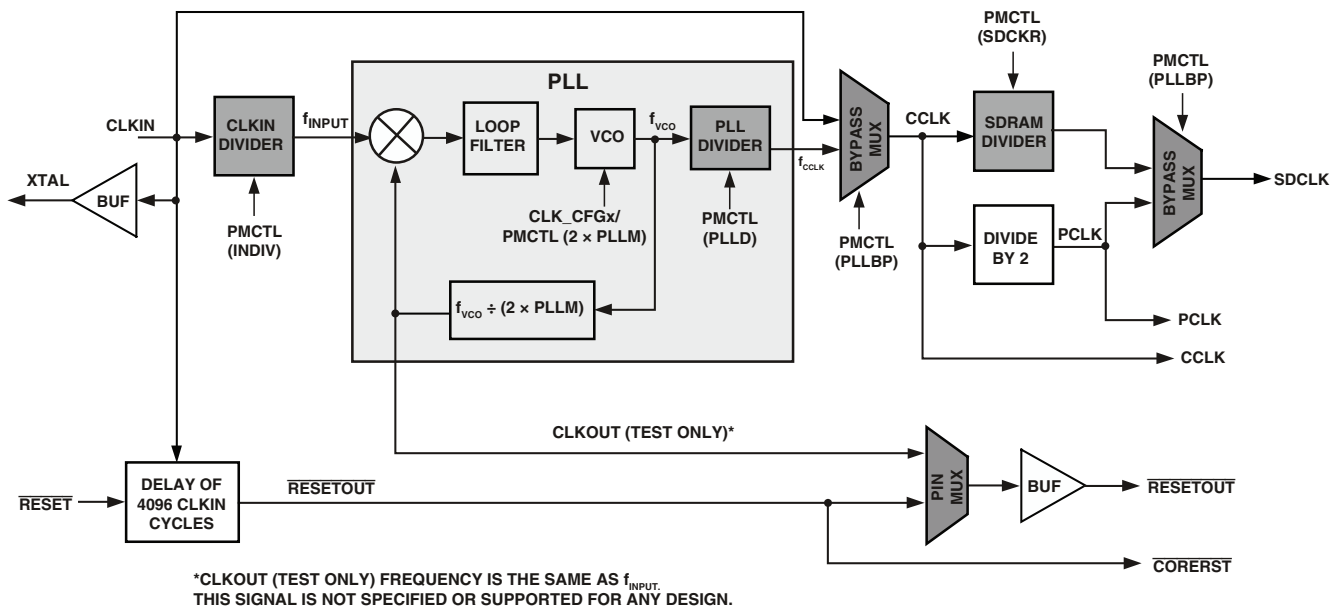 PMCTL
(SDCKR)
PMCTL
(PLLBP)
PLL
CLKIN
CLKIN
DIVIDER
fINPUT
LOOP
FILTER
VCO
fVCO
PLL
DIVIDER
fCCLK
BYPASS
MUX
CCLK
SDRAM
DIVIDER
BYPASS
MUX
SDCLK
XTAL
BUF
PMCTL
(INDIV)
CLK_CFGx/
PMCTL (2 × PLLM)
PMCTL
(PLLD)
PMCTL
(PLLBP)
DIVIDE
BY 2
PCLK
fVCO ÷ (2 × PLLM)
PCLK
CCLK
CLKOUT (TEST ONLY)*
RESET
DELAY OF
4096 CLKIN
CYCLES
RESETOUT
PIN
MUX
BUF
RESETOUT
CORERST
*CLKOUT (TEST ONLY) FREQUENCY IS THE SAME AS fINPUT.
THIS SIGNAL IS NOT SPECIFIED OR SUPPORTED FOR ANY DESIGN.